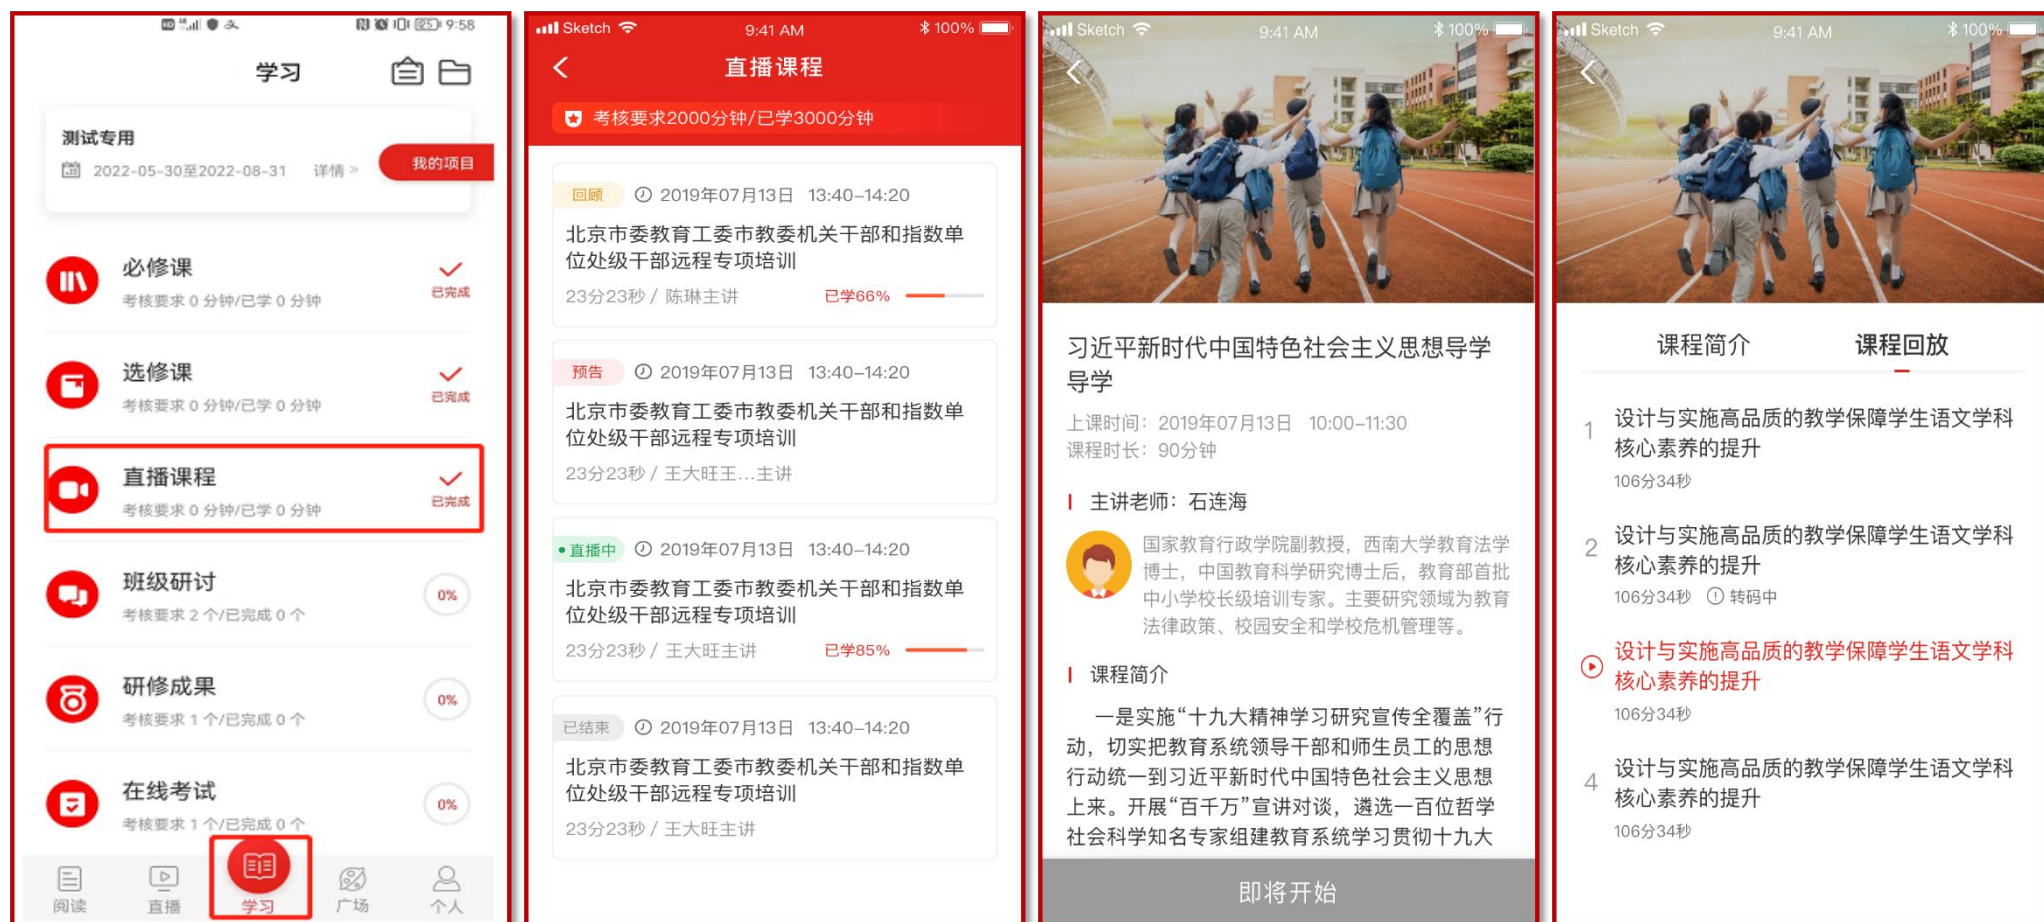 9:58
学习
测试专用
2022-05-30至2022-08-31 详情 »
我的项目
必修课
考核要求 0 分钟/已学 0 分钟
已完成
选修课
考核要求 0 分钟/已学 0 分钟
已完成
直播课程
考核要求 0 分钟/已学 0 分钟
已完成
班级研讨
考核要求 2 个/已完成 0 个
0%
研修成果
考核要求 1 个/已完成 0 个
0%
在线考试
考核要求 1 个/已完成 0 个
0%
阅读 直播 学习 广场 个人
Sketch 9:41 AM 100%
直播课程
考核要求2000分钟/已学3000分钟
回顾 2019年07月13日 13:40-14:20
北京市委教育工委市教委机关干部和指数单
位处级干部远程专项培训
23分23秒 / 陈琳主讲 已学66%
预告 2019年07月13日 13:40-14:20
北京市委教育工委市教委机关干部和指数单
位处级干部远程专项培训
23分23秒 / 王大旺王...主讲
直播中 2019年07月13日 13:40-14:20
北京市委教育工委市教委机关干部和指数单
位处级干部远程专项培训
23分23秒 / 王大旺主讲 已学85%
已结束 2019年07月13日 13:40-14:20
北京市委教育工委市教委机关干部和指数单
位处级干部远程专项培训
23分23秒 / 王大旺主讲
Sketch 9:41 AM 100%
习近平新时代中国特色社会主义思想导学
导学
上课时间：2019年07月13日 10:00-11:30
课程时长：90分钟
主讲老师：石连海
国家教育行政学院副教授，西南大学教育法学
博士，中国教育科学研究博士后，教育部首批
中小学校长级培训专家。主要研究领域为教育
法律政策、校园安全和学校危机管理等。
课程简介
一是实施“十九大精神学习研究宣传全覆盖”行
动，切实把教育系统领导干部和师生员工的思想
行动统一到习近平新时代中国特色社会主义思想
上来。开展“百千万”宣讲对谈，遴选一百位哲学
社会科学知名专家组建教育系统学习贯彻十九大
即将开始
Sketch 9:41 AM 100%
课程简介 课程回放
1 设计与实施高品质的教学保障学生语文学科
核心素养的提升
106分34秒
2 设计与实施高品质的教学保障学生语文学科
核心素养的提升
106分34秒 转码中
设计与实施高品质的教学保障学生语文学科
核心素养的提升
106分34秒
4 设计与实施高品质的教学保障学生语文学科
核心素养的提升
106分34秒